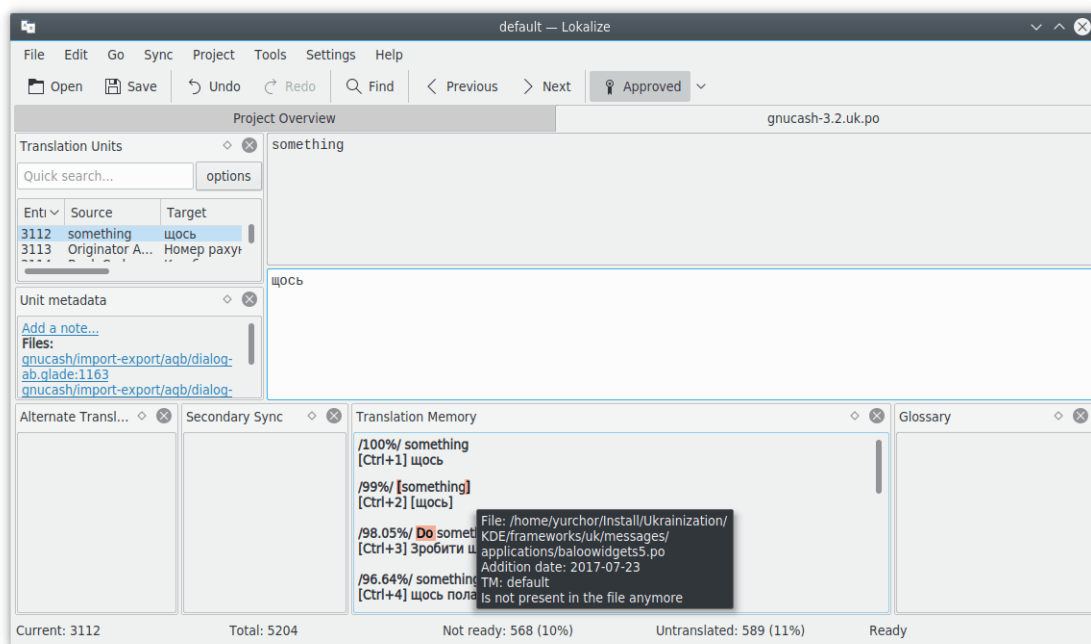 default — Lokalize
File Edit Go Sync Project Tools Settings Help
Open Save Undo Redo Find Previous Next Approved
Project Overview gnucash-3.2.uk.po
Translation Units
Quick search... options
Entı Source Target
3112 something щось
3113 Originator A... Номер рахун
Unit metadata
Add a note...
Files:
gnucash/import-export/aqb/dialog-
ab.glade:1163
gnucash/import-export/aqb/dialog-
something
щось
Alternate Transl... Secondary Sync Translation Memory Glossary
/100%/ something
[Ctrl+1] щось
/99%/ [something]
[Ctrl+2] [щось]
/98.05%/ Do someth
[Ctrl+3] Зробити щ
/96.64%/ something
[Ctrl+4] щось пола
File: /home/yurchor/Install/Ukrainization/
KDE/frameworks/uk/messages/
applications/baloowidgets5.po
Addition date: 2017-07-23
TM: default
Is not present in the file anymore
Current: 3112 Total: 5204 Not ready: 568 (10%) Untranslated: 589 (11%) Ready